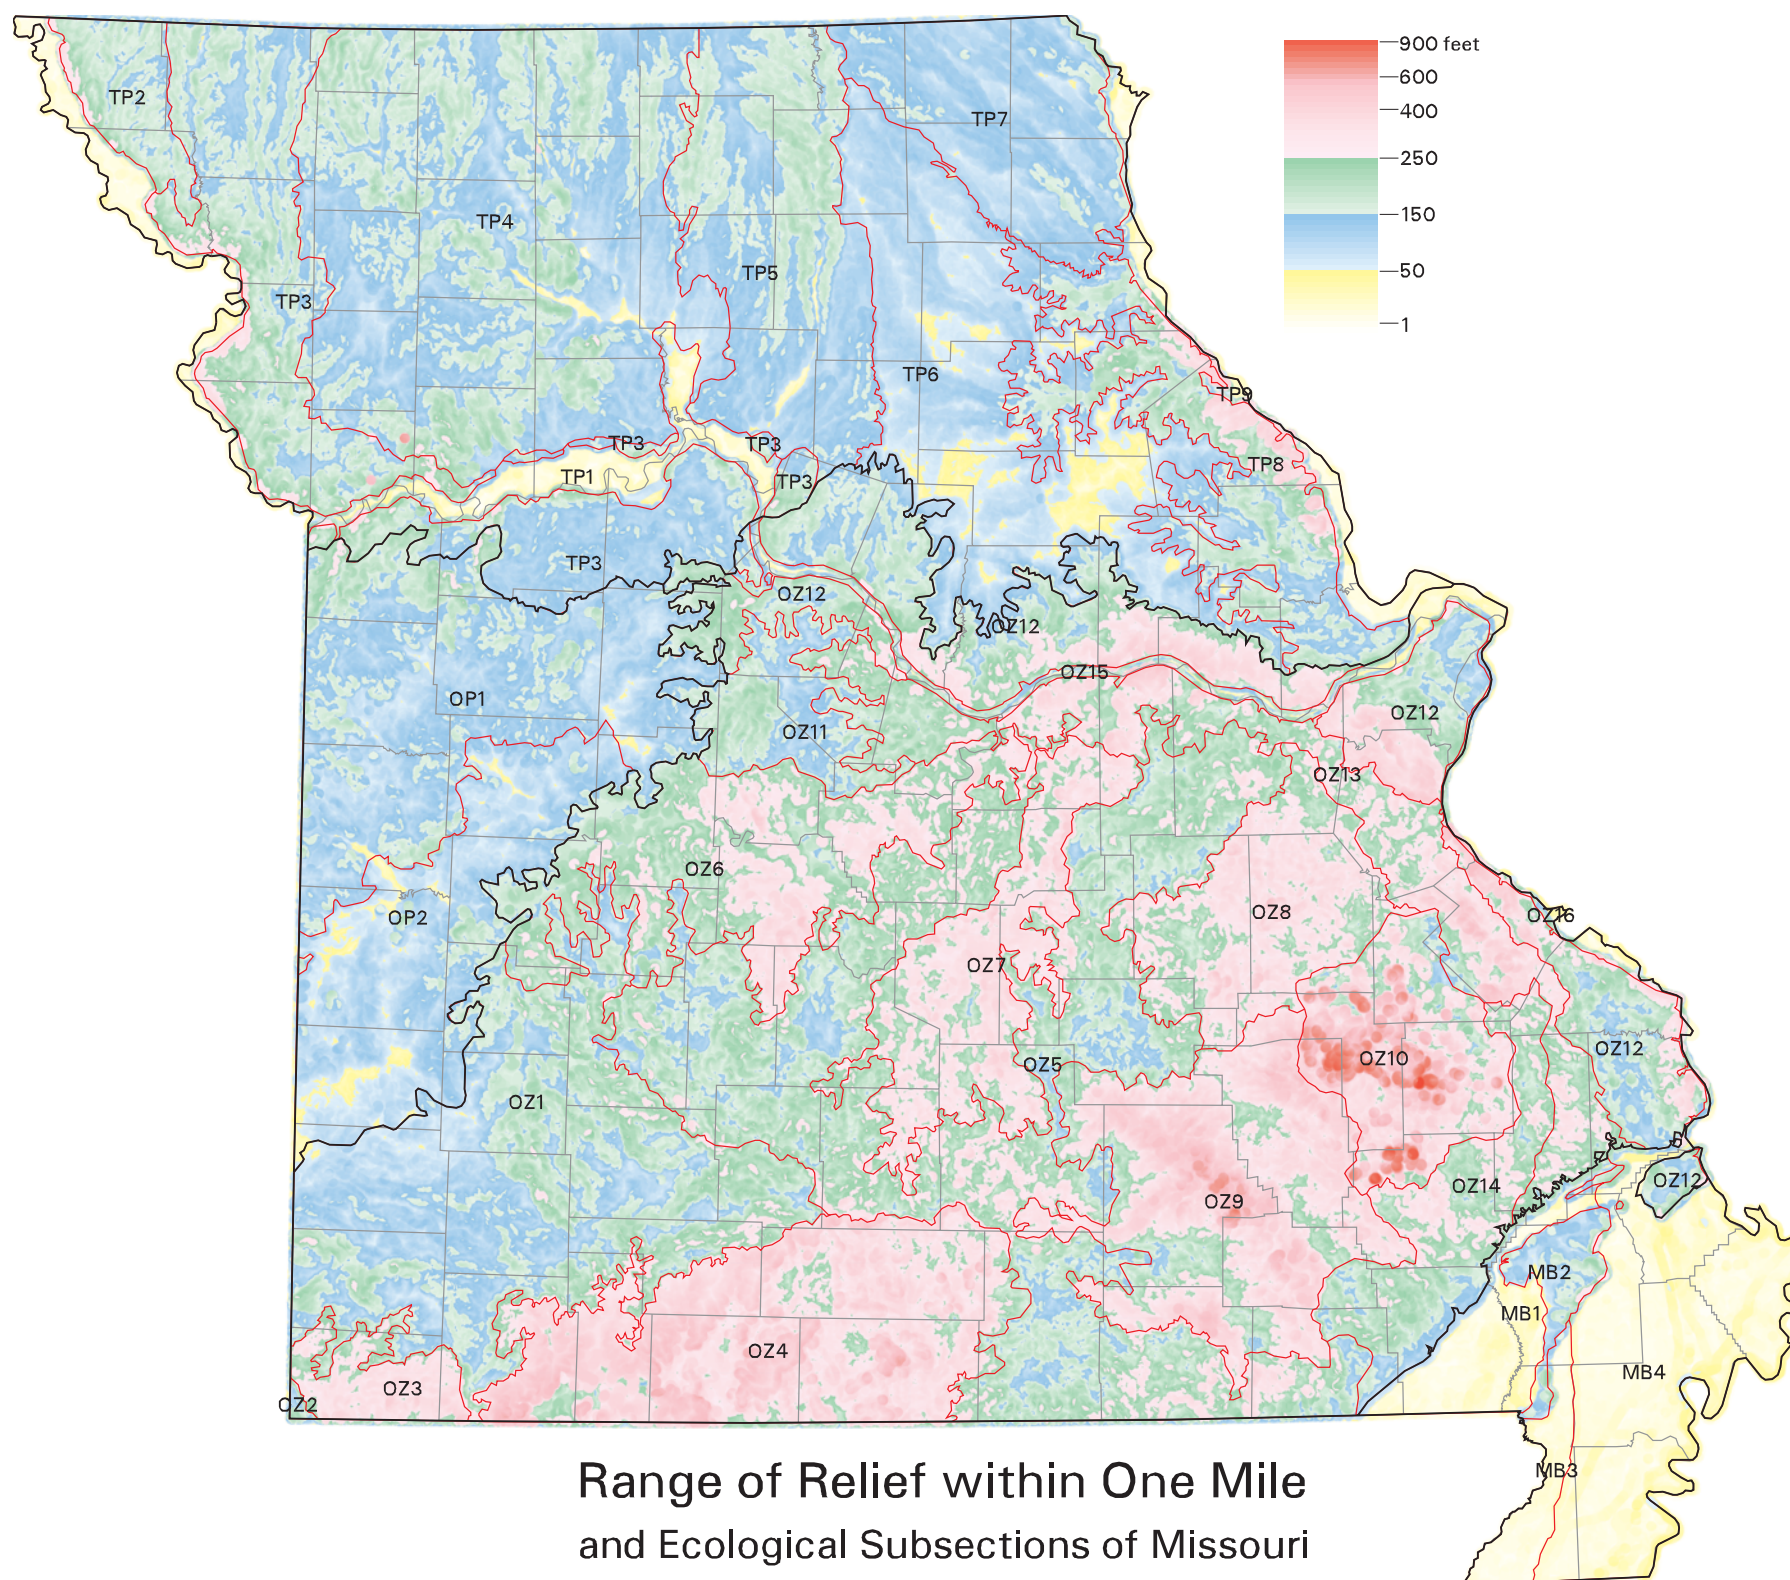 900 feet
600
400
250
150
50
1
TP2
TP7
TP4
TP5
TP3
TP6
TP9
TP3
TP3
TP8
TP1
TP3
TP3
OZ12
OZ12
OZ15
OP1
OZ12
OZ11
OZ13
OZ6
OP2
OZ8
OZ16
OZ7
OZ12
OZ10
OZ5
OZ1
OZ12
OZ14
OZ9
MB2
MB1
OZ4
MB4
OZ3
OZ2
MB3
Range of Relief within One Mile
and Ecological Subsections of Missouri